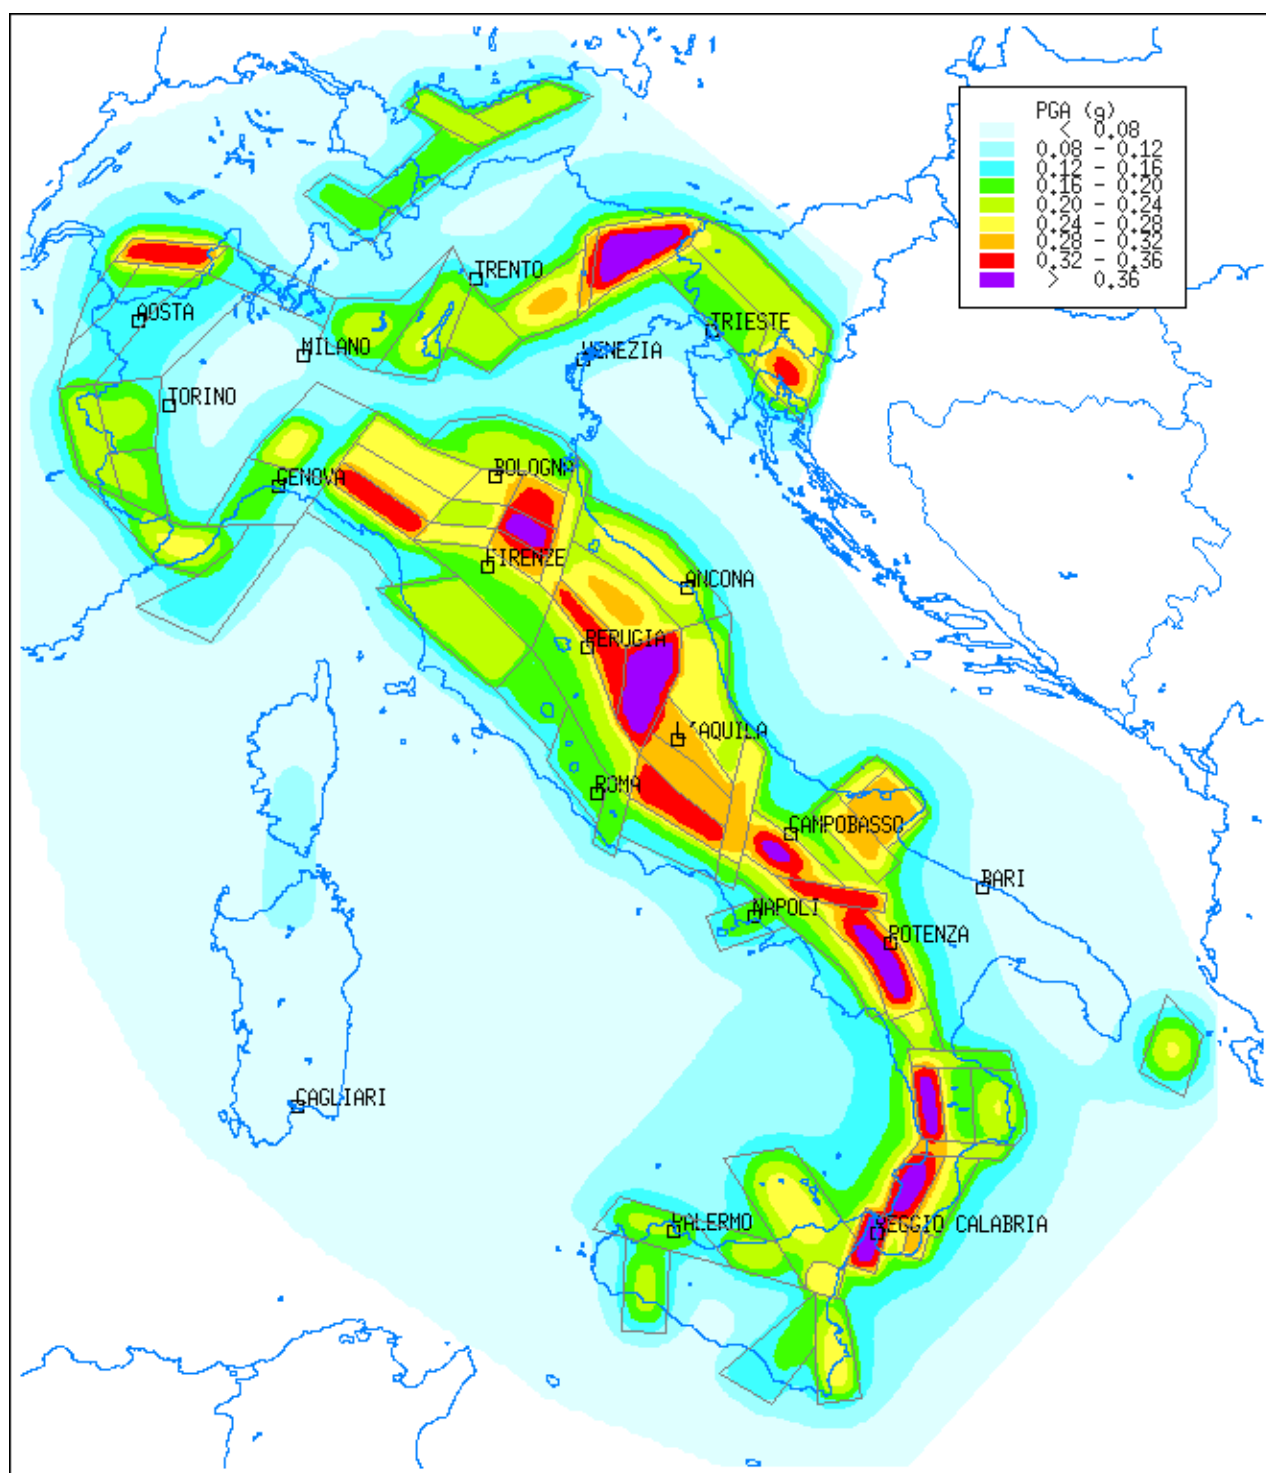 PGA (g)
< 0.08
0.08 - 0.12
0.12 - 0.16
0.16 - 0.20
0.20 - 0.24
0.24 - 0.28
0.28 - 0.32
0.32 - 0.36
> 0.36
TRENTO
AOSTA
TRIESTE
MILANO
VENEZIA
TORINO
BOLOGNA
GENOVA
FIRENZE
ANCONA
PERUGIA
L'AQUILA
ROMA
CAMPOBASSO
BARI
NAPOLI
POTENZA
CAGLIARI
PALERMO
REGGIO CALABRIA